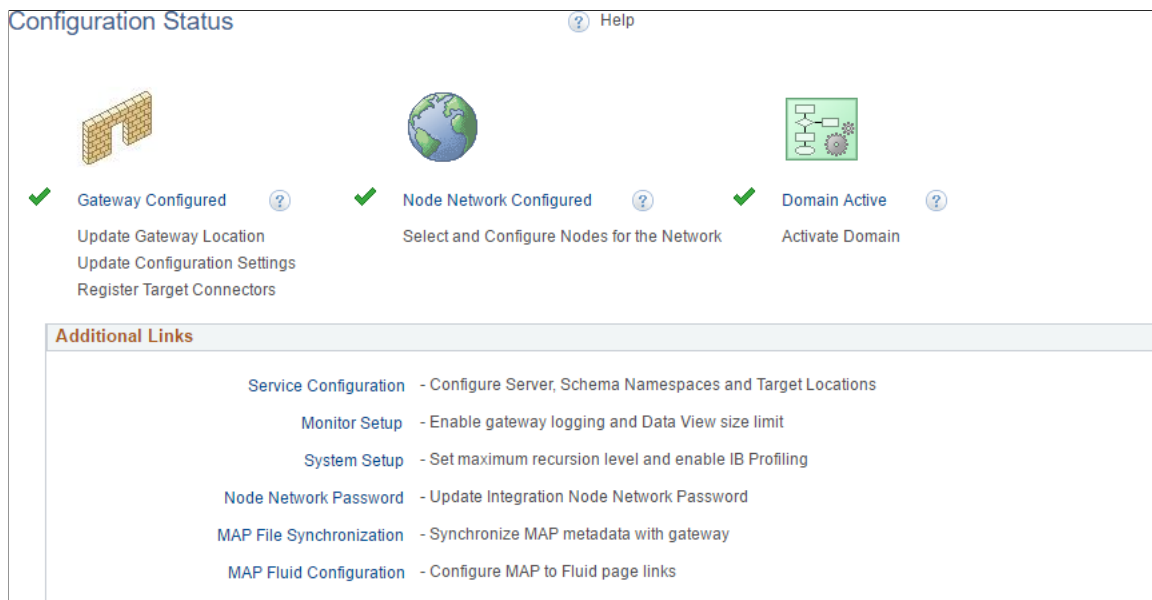 Configuration Status
? Help
Gateway Configured ?
Update Gateway Location
Update Configuration Settings
Register Target Connectors
Node Network Configured ?
Select and Configure Nodes for the Network
Domain Active ?
Activate Domain
Additional Links
Service Configuration - Configure Server, Schema Namespaces and Target Locations
Monitor Setup - Enable gateway logging and Data View size limit
System Setup - Set maximum recursion level and enable IB Profiling
Node Network Password - Update Integration Node Network Password
MAP File Synchronization - Synchronize MAP metadata with gateway
MAP Fluid Configuration - Configure MAP to Fluid page links